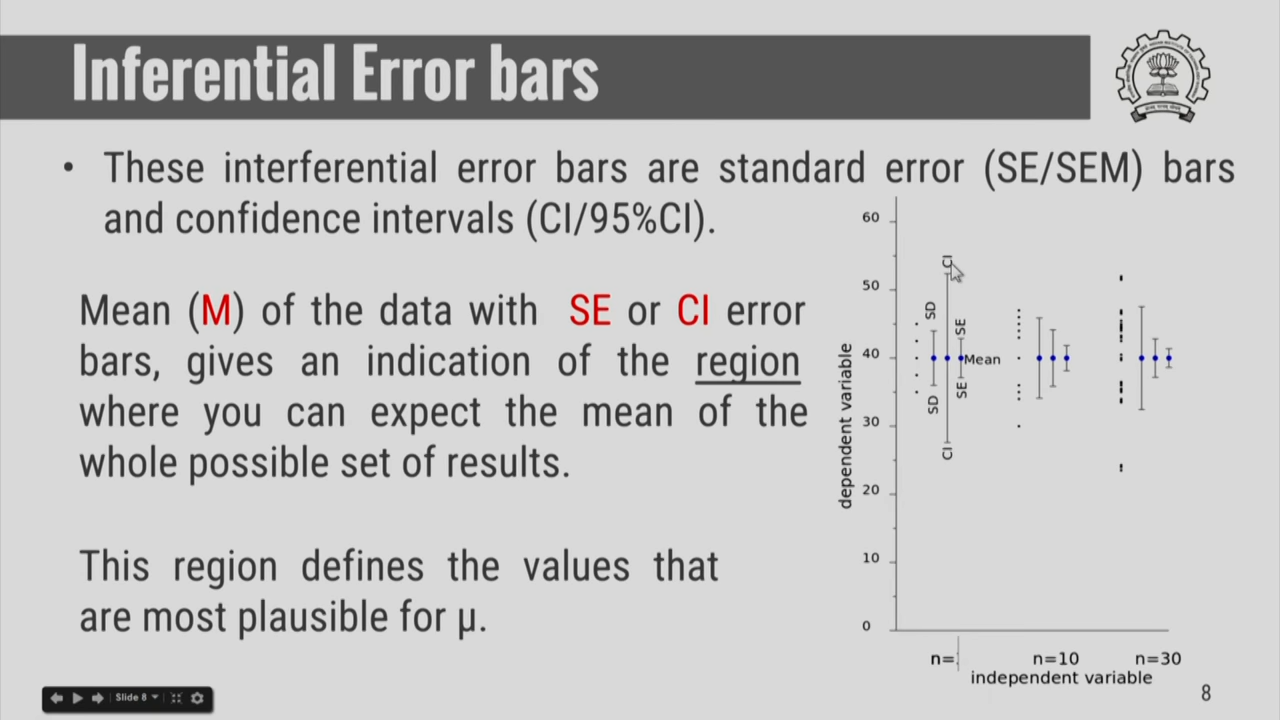 Inferential Error bars
• These interferential error bars are standard error (SE/SEM) bars
and confidence intervals (CI/95%CI).
Mean (M) of the data with SE or CI error
bars, gives an indication of the region
where you can expect the mean of the
whole possible set of results.
This region defines the values that
are most plausible for µ.
dependent variable
60
50
40
30
20
10
0
CI
SD
SE
Mean
SE
SD
CI
n=
n=10
n=30
independent variable
Slide 8
8